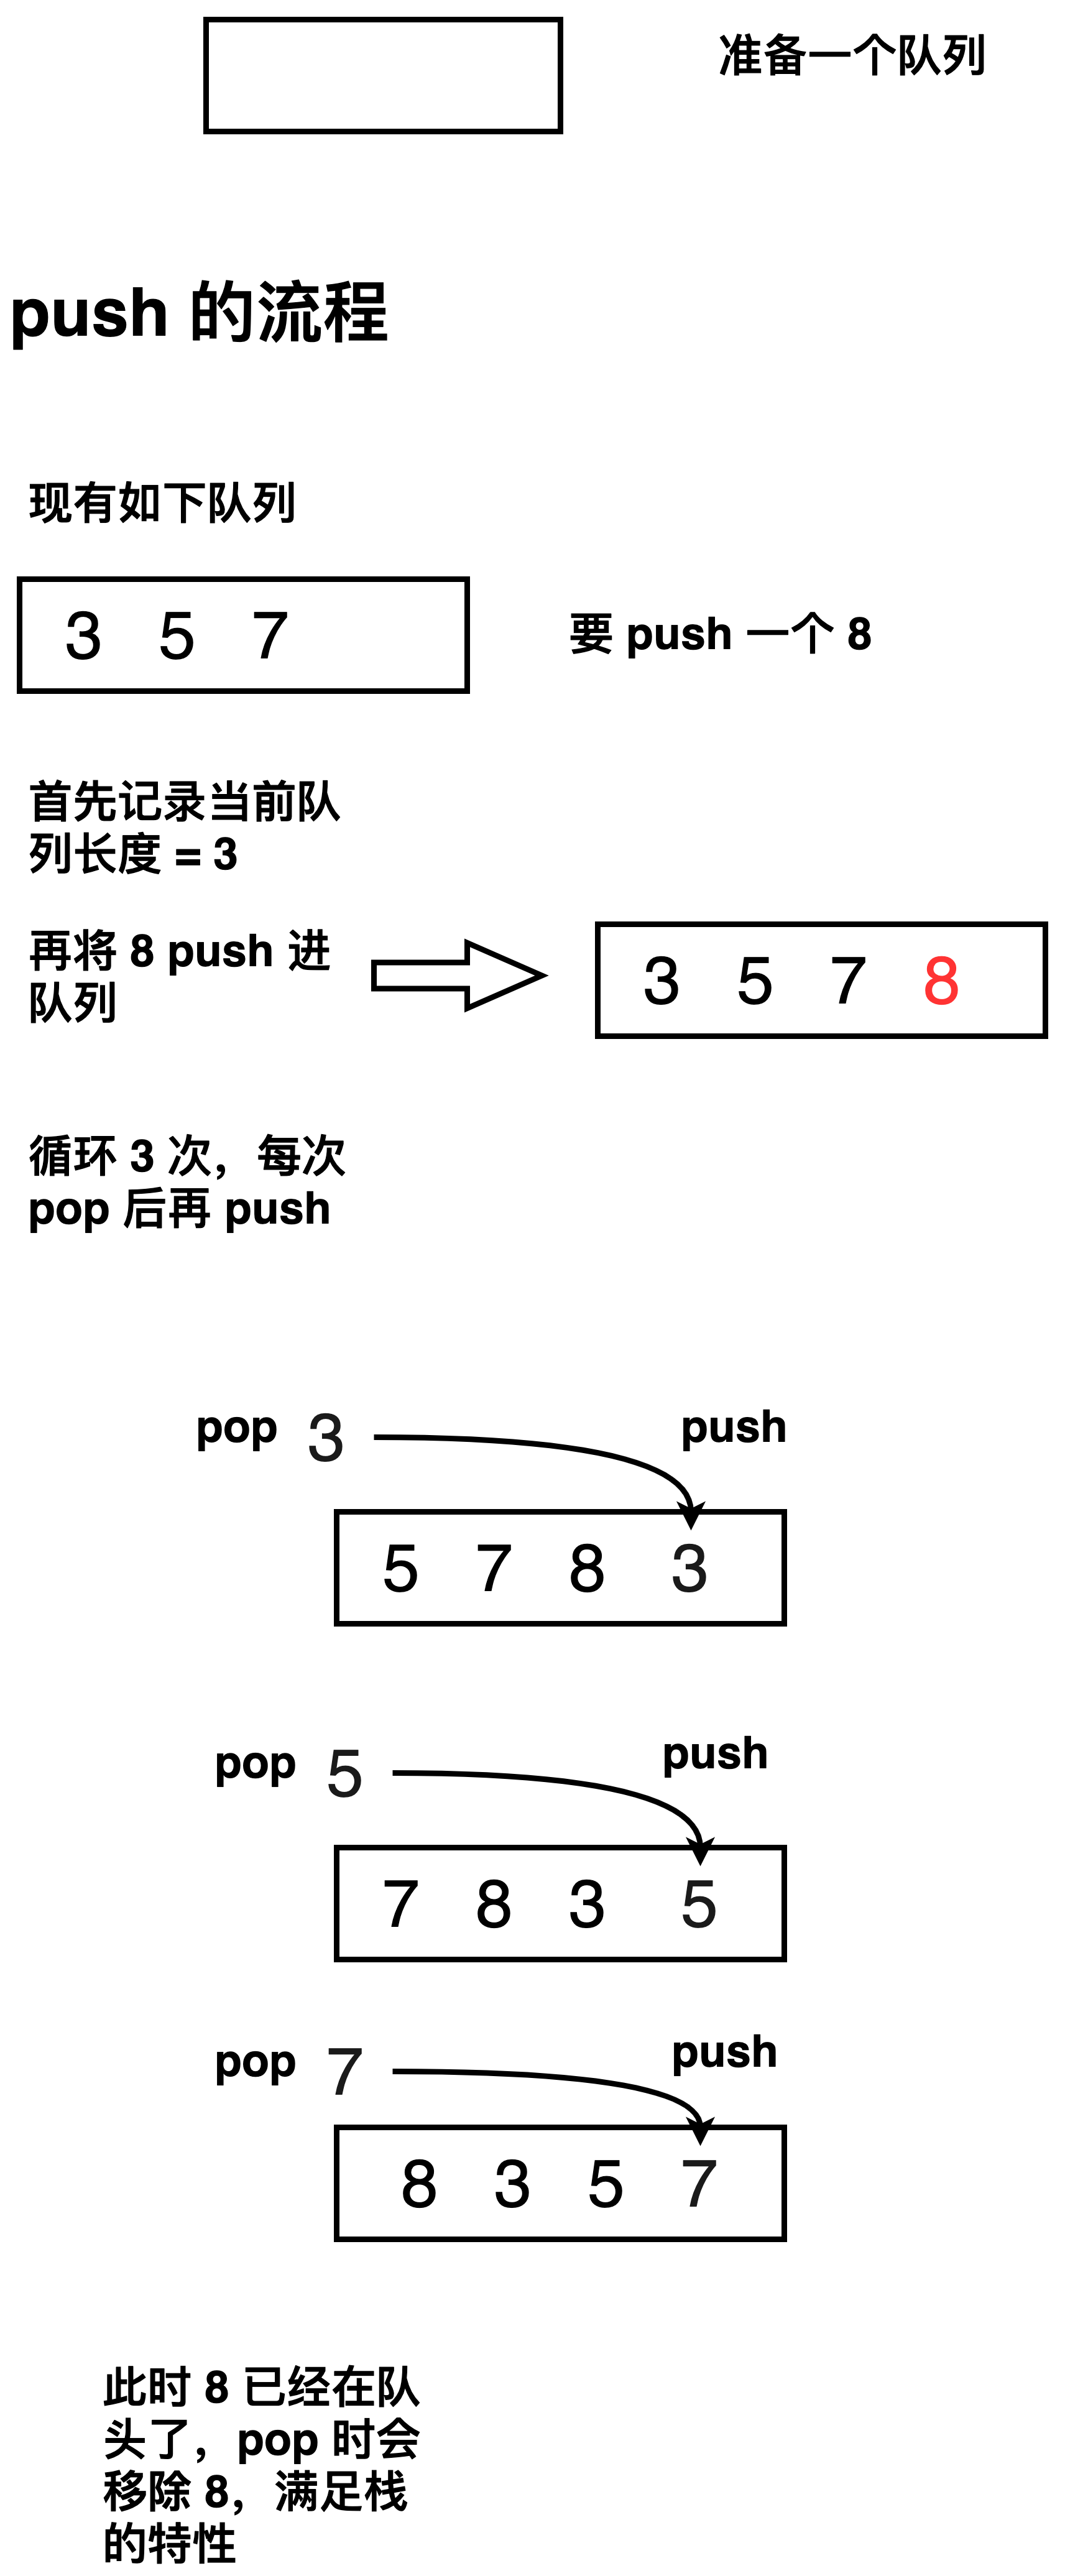 准备一个队列
push 的流程
现有如下队列
3 5 7
要 push 一个 8
首先记录当前队
列长度 = 3
再将 8 push 进
队列
3 5 7 8
循环 3 次，每次
pop 后再 push
pop 3 push
5 7 8 3
pop 5 push
7 8 3 5
pop 7 push
8 3 5 7
此时 8 已经在队
头了，pop 时会
移除 8，满足栈
的特性